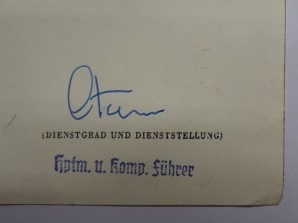 (DIENSTGRAD UND DIENSTSTELLUNG)
Hptm. u. Komp. Führer